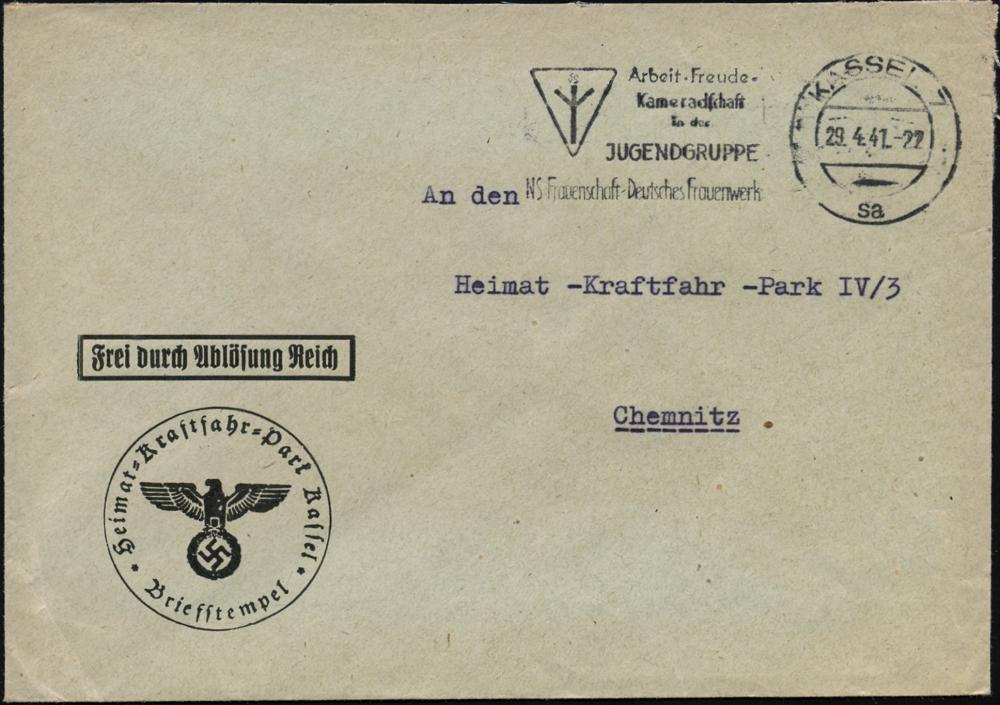 Arbeit-Freude-
Kameradschaft
in der
JUGENDGRUPPE
NS-Frauenschaft-Deutsches Frauenwerk
KASSEL 7
29.4.41.-22
sa
An den
Heimat -Kraftfahr -Park IV/3
Frei durch Ablösung Reich
Chemnitz
Heimat=Kraftfahr=Park Kassel
* Briefstempel *